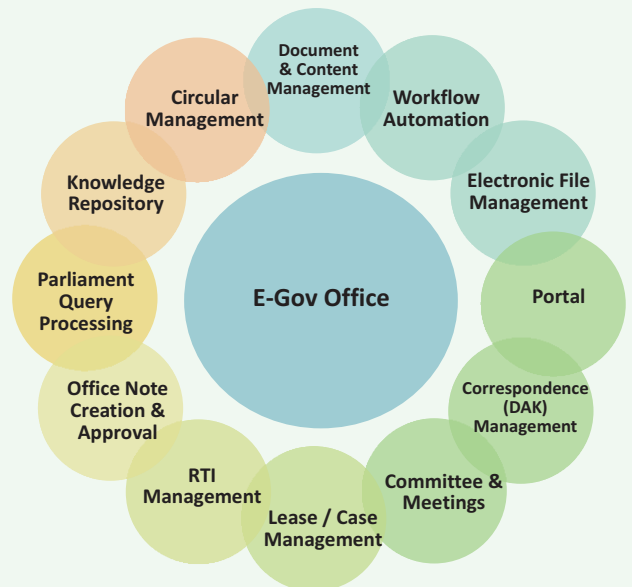 Document
& Content
Management
Workflow
Automation
Electronic File
Management
Portal
Correspondence
(DAK)
Management
Committee &
Meetings
Lease / Case
Management
RTI
Management
Office Note
Creation &
Approval
Parliament
Query
Processing
Knowledge
Repository
Circular
Management
E-Gov Office